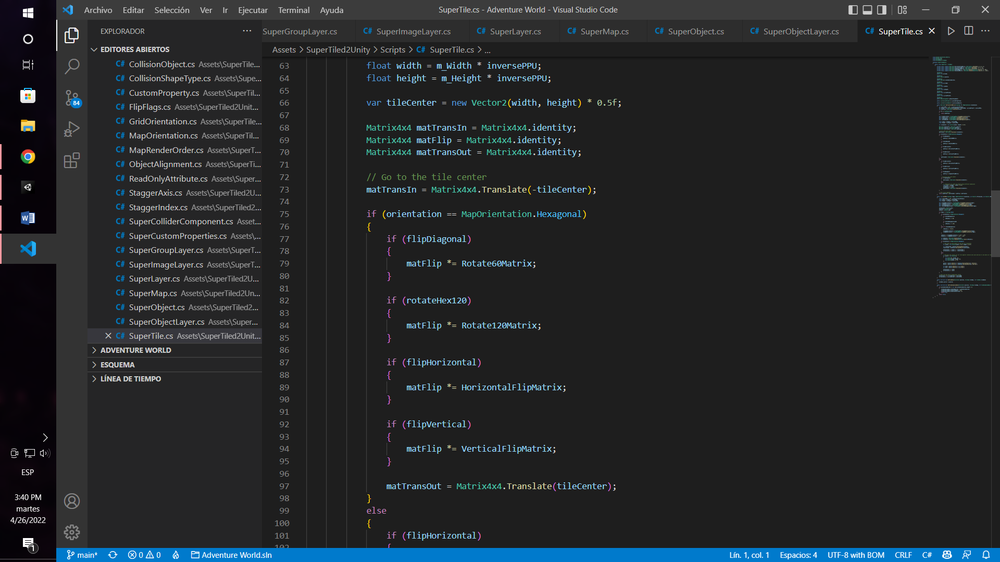 Archivo Editar Selección Ver Ir Ejecutar Terminal Ayuda
SuperTile.cs - Adventure World - Visual Studio Code
EXPLORADOR
SuperGroupLayer.cs
C# SuperImageLayer.cs
C# SuperLayer.cs
C# SuperMap.cs
C# SuperObject.cs
C# SuperObjectLayer.cs
C# SuperTile.cs
Assets > SuperTiled2Unity > Scripts > C# SuperTile.cs > ...
EDITORES ABIERTOS
C# CollisionObject.cs Assets\SuperTile...
C# CollisionShapeType.cs Assets\Supe...
C# CustomProperty.cs Assets\SuperTil...
C# FlipFlags.cs Assets\SuperTiled2Unit...
C# GridOrientation.cs Assets\SuperTile...
C# MapOrientation.cs Assets\SuperTil...
C# MapRenderOrder.cs Assets\SuperT...
C# ObjectAlignment.cs Assets\SuperTi...
C# ReadOnlyAttribute.cs Assets\Super...
C# StaggerAxis.cs Assets\SuperTiled2U...
C# StaggerIndex.cs Assets\SuperTiled2...
C# SuperColliderComponent.cs Asset...
C# SuperCustomProperties.cs Assets\...
C# SuperGroupLayer.cs Assets\SuperT...
C# SuperImageLayer.cs Assets\SuperT...
C# SuperLayer.cs Assets\SuperTiled2U...
C# SuperMap.cs Assets\SuperTiled2Un...
C# SuperObject.cs Assets\SuperTiled2...
C# SuperObjectLayer.cs Assets\Super...
C# SuperTile.cs Assets\SuperTiled2Unit...
ADVENTURE WORLD
ESQUEMA
LÍNEA DE TIEMPO
84
63 float width = m_Width * inversePPU;
64 float height = m_Height * inversePPU;
65
66 var tileCenter = new Vector2(width, height) * 0.5f;
67
68 Matrix4x4 matTransIn = Matrix4x4.identity;
69 Matrix4x4 matFlip = Matrix4x4.identity;
70 Matrix4x4 matTransOut = Matrix4x4.identity;
71
72 // Go to the tile center
73 matTransIn = Matrix4x4.Translate(-tileCenter);
74
75 if (orientation == MapOrientation.Hexagonal)
76 {
77 if (flipDiagonal)
78 {
79 matFlip *= Rotate60Matrix;
80 }
81
82 if (rotateHex120)
83 {
84 matFlip *= Rotate120Matrix;
85 }
86
87 if (flipHorizontal)
88 {
89 matFlip *= HorizontalFlipMatrix;
90 }
91
92 if (flipVertical)
93 {
94 matFlip *= VerticalFlipMatrix;
95 }
96
97 matTransOut = Matrix4x4.Translate(tileCenter);
98 }
99 else
100 {
101 if (flipHorizontal)
102 {
ESP
3:40 PM
martes
4/26/2022
1
main* 0 0 Adventure World.sln
Lín. 1, col. 1 Espacios: 4 UTF-8 with BOM CRLF C#